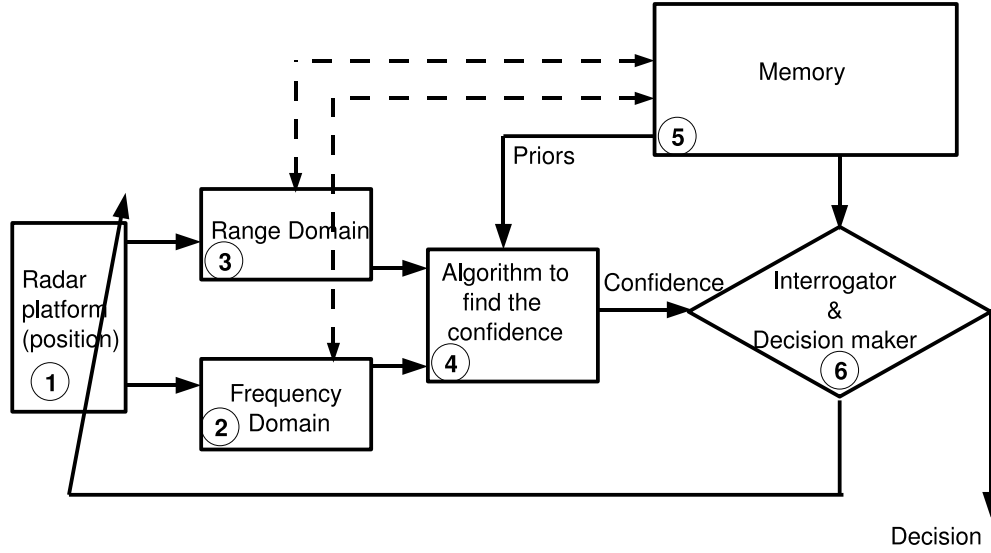 Memory
5
Priors
Range Domain
3
Radar
platform
(position)
1
Algorithm to
find the
confidence
4
Confidence
Interrogator
&
Decision maker
6
Frequency
Domain
2
Decision